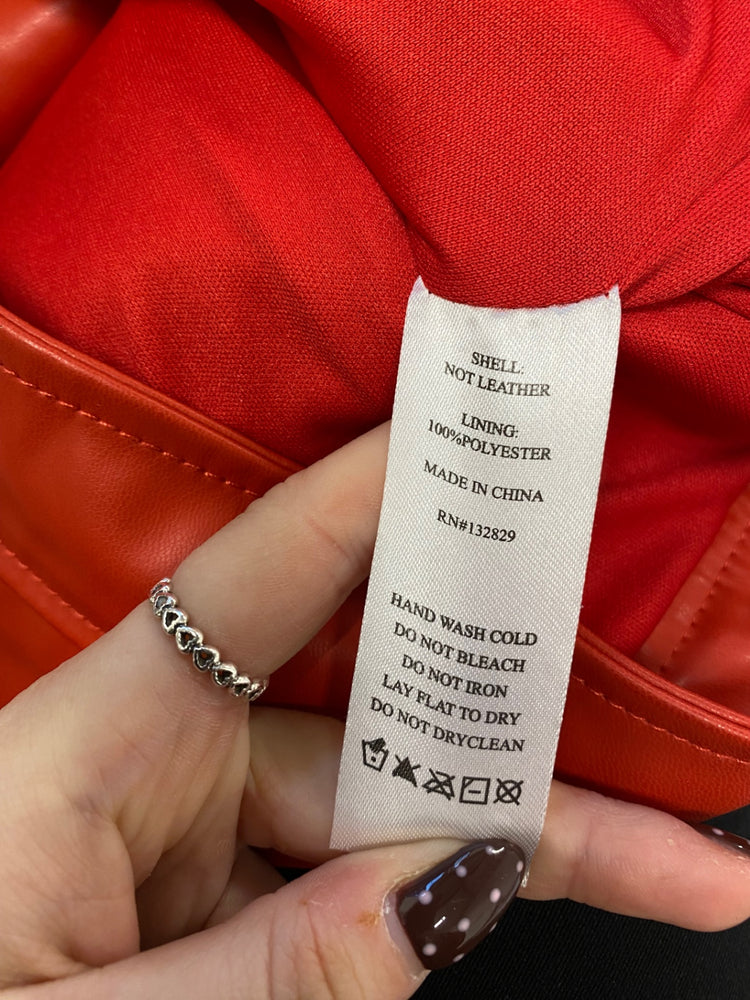 SHELL:
NOT LEATHER
LINING:
100%POLYESTER
MADE IN CHINA
RN#132829
HAND WASH COLD
DO NOT BLEACH
DO NOT IRON
LAY FLAT TO DRY
DO NOT DRYCLEAN